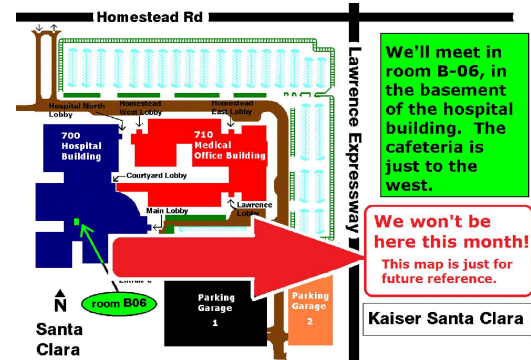 Homestead Rd
We'll meet in
room B-06, in
the basement
of the hospital
building.  The
cafeteria is
just to the
west.
Lawrence Expressway
Hospital North
Lobby
Homestead
West Lobby
Homestead
East Lobby
700
Hospital
Building
710
Medical
Office Building
Courtyard Lobby
Main Lobby
Lawrence
We won't be
here this month!
This map is just for
future reference.
room B06
N
Santa
Clara
Parking
Garage
1
Parking
Garage
2
Kaiser Santa Clara